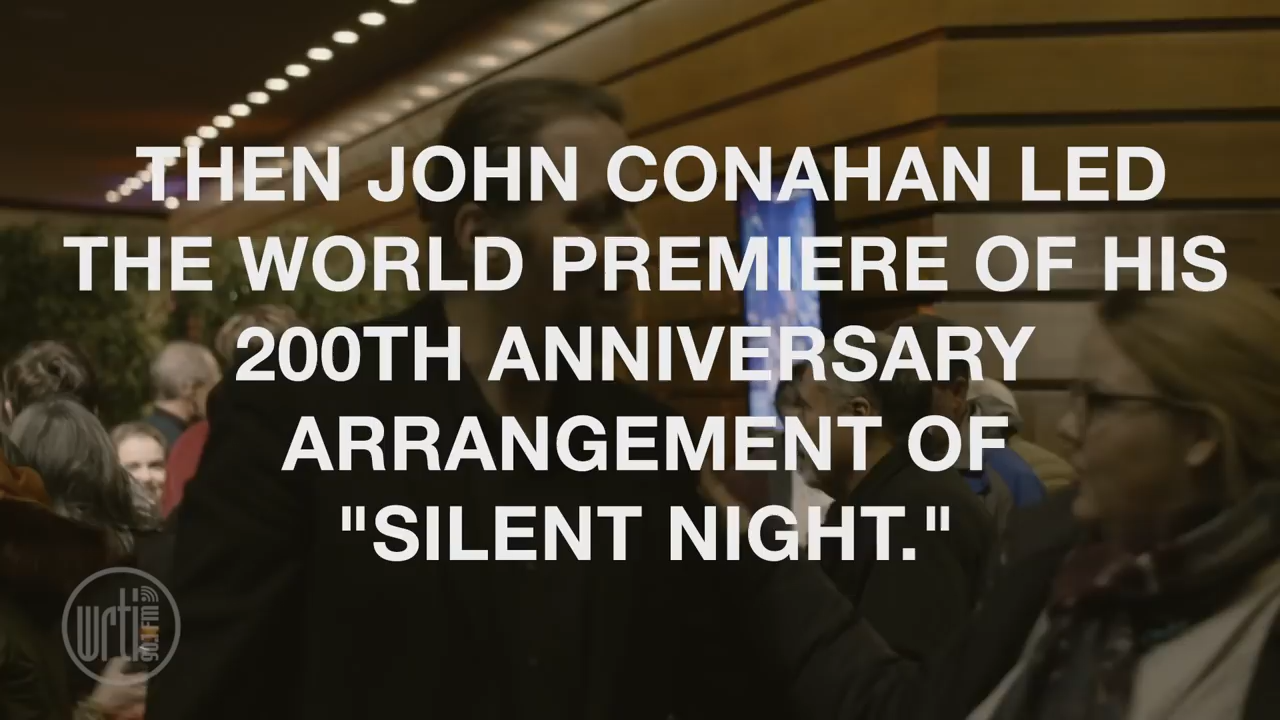 THEN JOHN CONAHAN LED
THE WORLD PREMIERE OF HIS
200TH ANNIVERSARY
ARRANGEMENT OF
"SILENT NIGHT."
wrti
90.1 FM